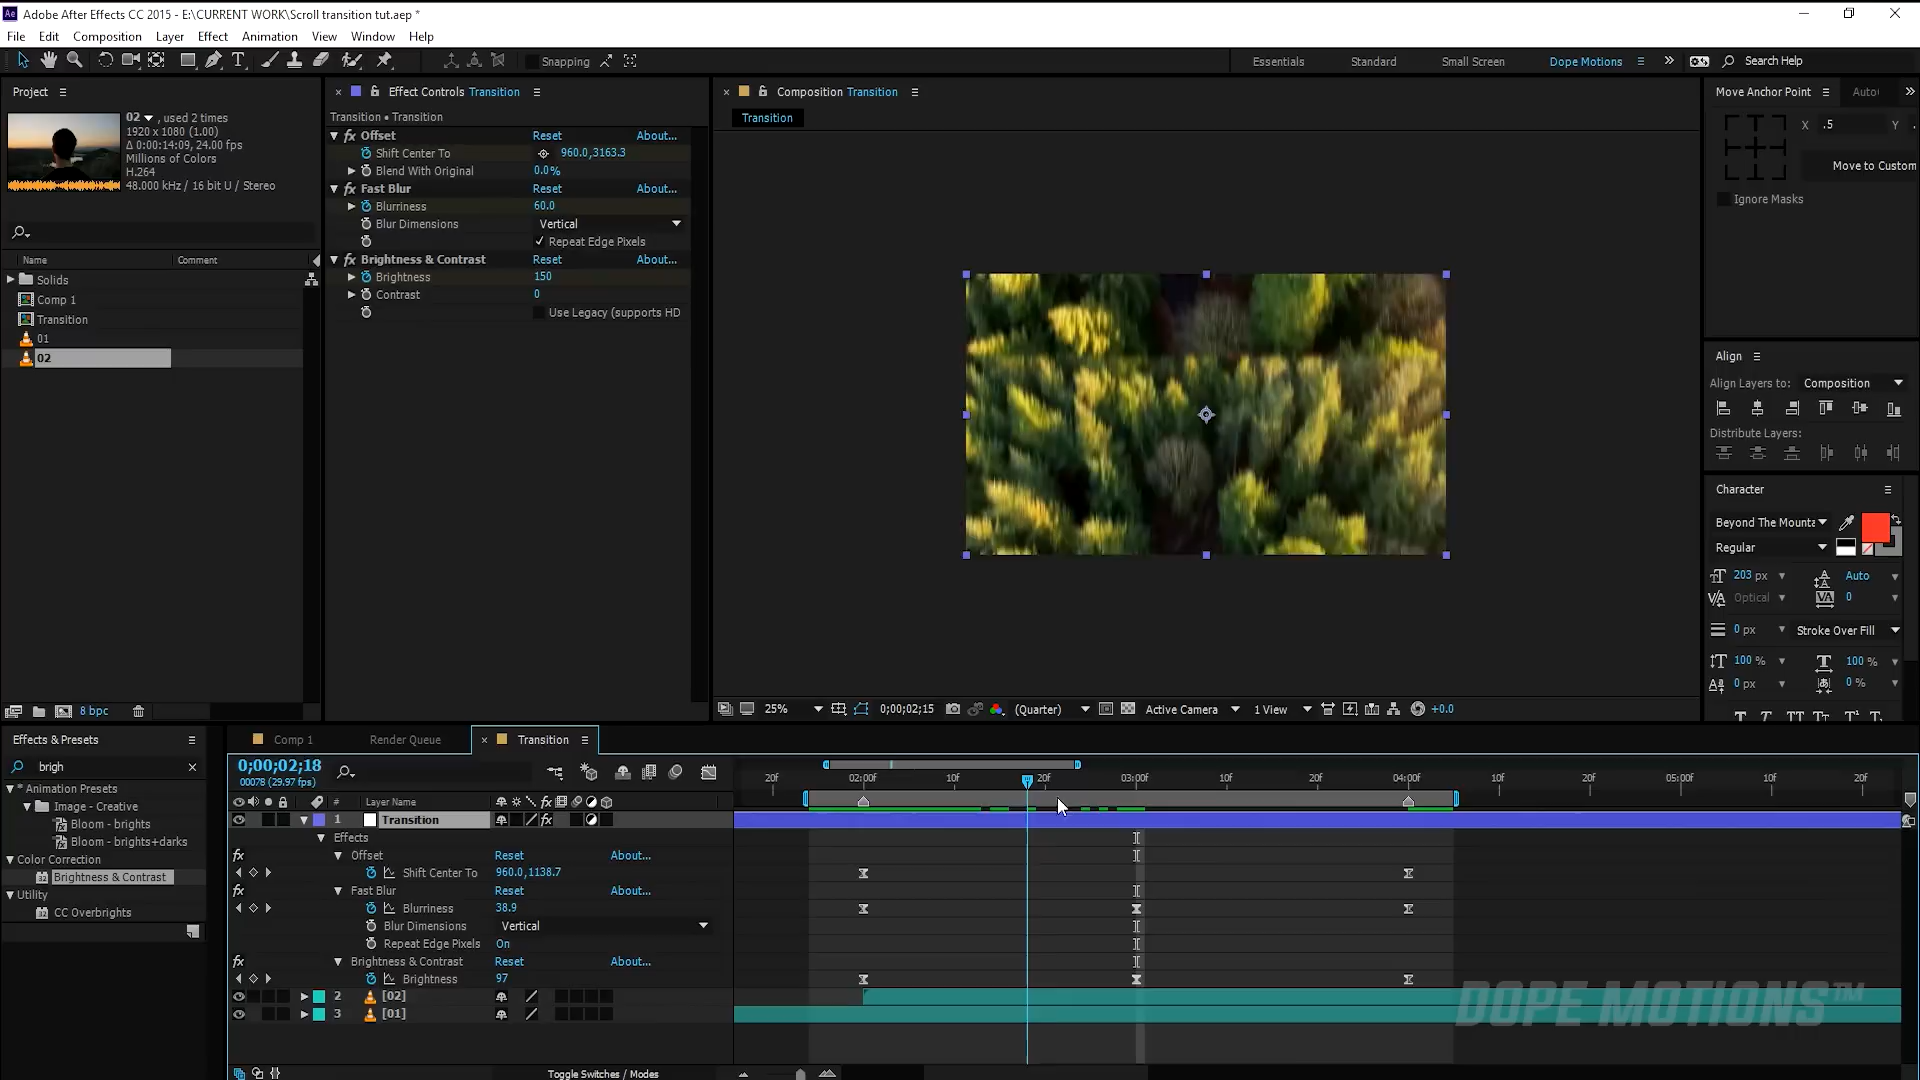 Adobe After Effects CC 2015 - E:\CURRENT WORK\Scroll transition tut.aep *
File Edit Composition Layer Effect Animation View Window Help
Snapping
Essentials Standard Small Screen Dope Motions Search Help
Project
02 , used 2 times
1920 x 1080 (1.00)
Δ 0:00:14:09, 24.00 fps
Millions of Colors
H.264
48.000 kHz / 16 bit U / Stereo
Name Comment
Solids
Comp 1
Transition
01
02
8 bpc
Effect Controls Transition
Transition • Transition
fx Offset Reset About...
Shift Center To 960.0,3163.3
Blend With Original 0.0%
fx Fast Blur Reset About...
Blurriness 60.0
Blur Dimensions Vertical
Repeat Edge Pixels
fx Brightness & Contrast Reset About...
Brightness 150
Contrast 0
Use Legacy (supports HD
Composition Transition
Transition
25% 0;00;02;15 (Quarter) Active Camera 1 View +0.0
Move Anchor Point Auto
X .5 Y .
Move to Custom
Ignore Masks
Align
Align Layers to: Composition
Distribute Layers:
Character
Beyond The Mounta
Regular
203 px Auto
Optical 0
0 px Stroke Over Fill
100 % 100 %
0 px 0 %
T T TT Tт
Effects & Presets
brigh
* Animation Presets
Image - Creative
Bloom - brights
Bloom - brights+darks
Color Correction
Brightness & Contrast
Utility
CC Overbrights
Comp 1 Render Queue Transition
0;00;02;18
00078 (29.97 fps)
20f 02:00f 10f 20f 03:00f 10f 20f 04:00f 10f 20f 05:00f 10f 20f
# Layer Name
1 Transition
Effects
fx Offset Reset About...
Shift Center To 960.0,1138.7
fx Fast Blur Reset About...
Blurriness 38.9
Blur Dimensions Vertical
Repeat Edge Pixels On
fx Brightness & Contrast Reset About...
Brightness 97
2 [02]
3 [01]
Toggle Switches / Modes
DOPE MOTIONS™